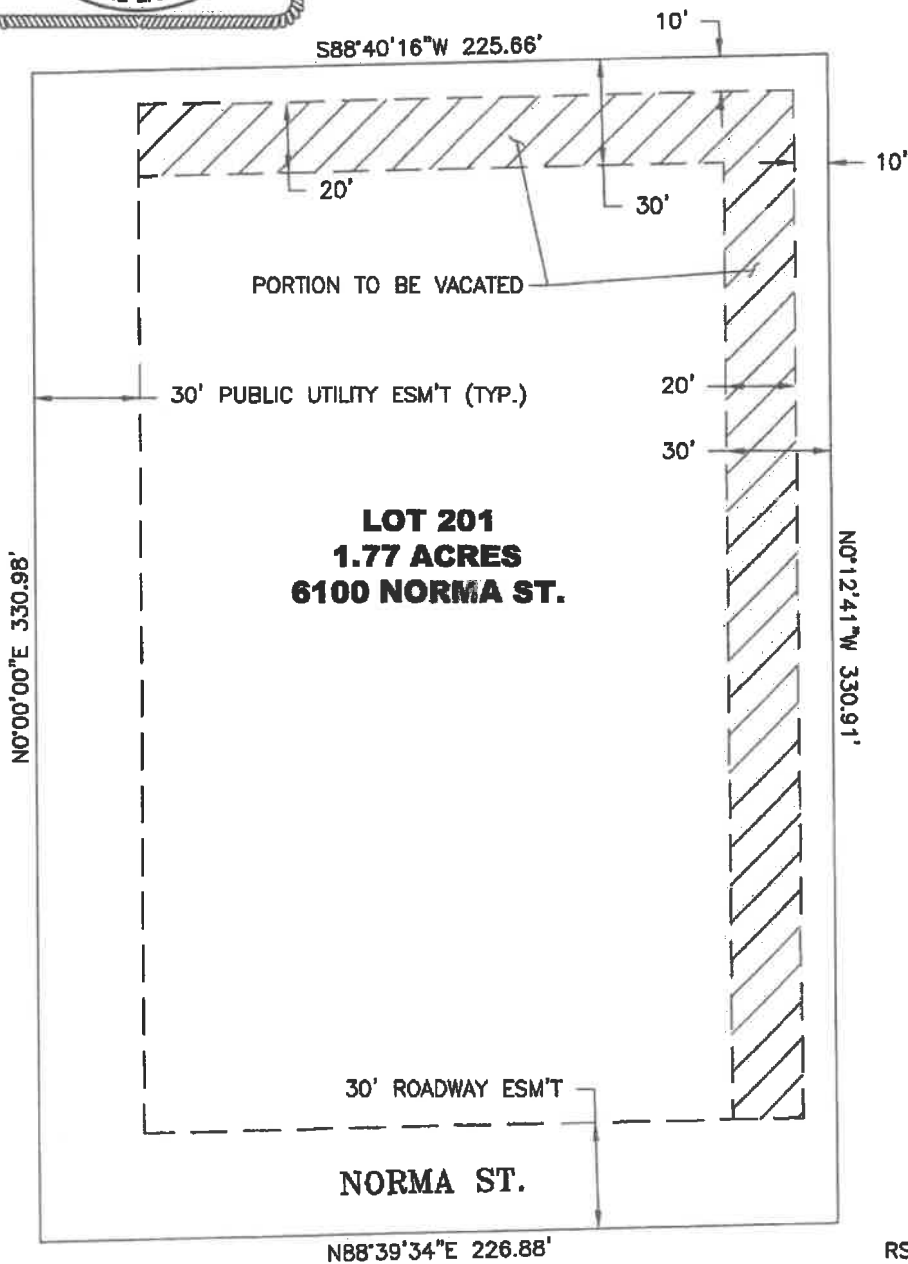 10'
S88°40'16"W 225.66'
10'
20'
30'
PORTION TO BE VACATED
30' PUBLIC UTILITY ESM'T (TYP.)
20'
30'
LOT 201
1.77 ACRES
6100 NORMA ST.
N0°00'00"E 330.98'
N0°12'41"W 330.91'
30' ROADWAY ESM'T
NORMA ST.
N88°39'34"E 226.88'
RS